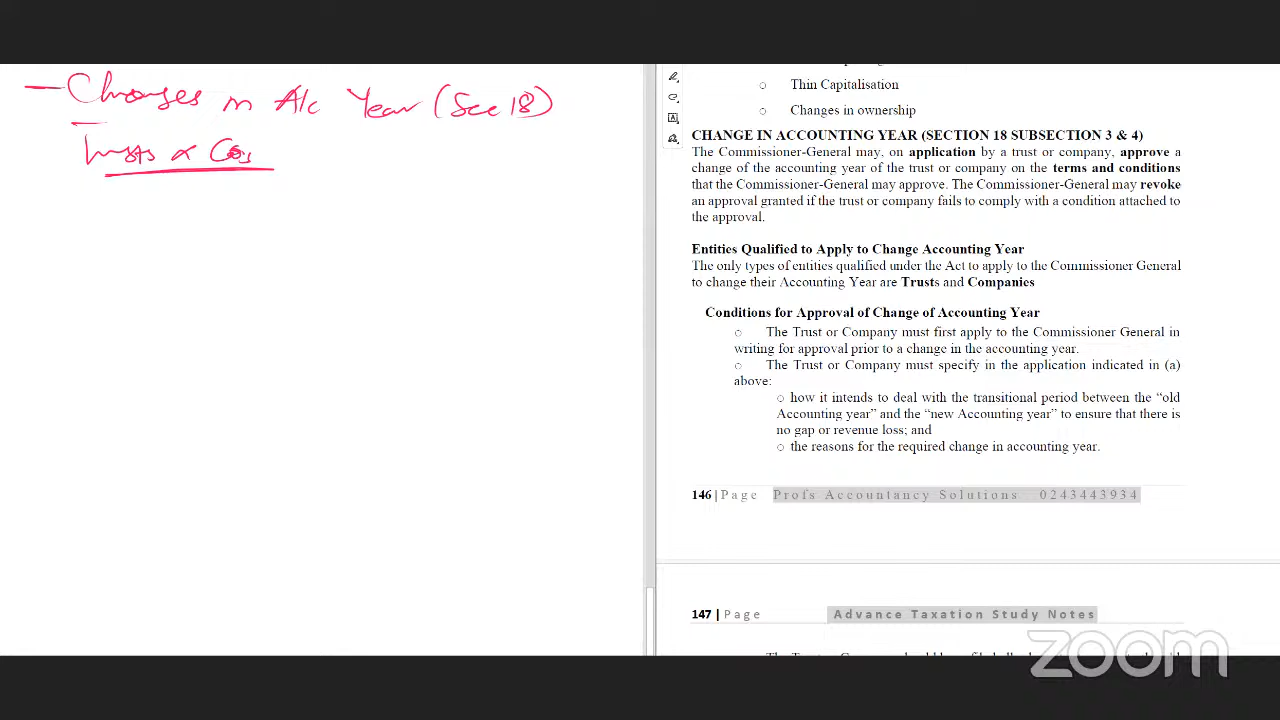 — Changes in A/c Year (Sec 18)
Trusts & Cos
Thin Capitalisation
Changes in ownership
CHANGE IN ACCOUNTING YEAR (SECTION 18 SUBSECTION 3 & 4)
The Commissioner-General may, on application by a trust or company, approve a
change of the accounting year of the trust or company on the terms and conditions
that the Commissioner-General may approve. The Commissioner-General may revoke
an approval granted if the trust or company fails to comply with a condition attached to
the approval.
Entities Qualified to Apply to Change Accounting Year
The only types of entities qualified under the Act to apply to the Commissioner General
to change their Accounting Year are Trusts and Companies
Conditions for Approval of Change of Accounting Year
○ The Trust or Company must first apply to the Commissioner General in
writing for approval prior to a change in the accounting year.
○ The Trust or Company must specify in the application indicated in (a)
above:
○ how it intends to deal with the transitional period between the “old
Accounting year” and the “new Accounting year” to ensure that there is
no gap or revenue loss; and
○ the reasons for the required change in accounting year.
146|Page Profs Accountancy Solutions 0243443934
147 | Page Advance Taxation Study Notes
zoom